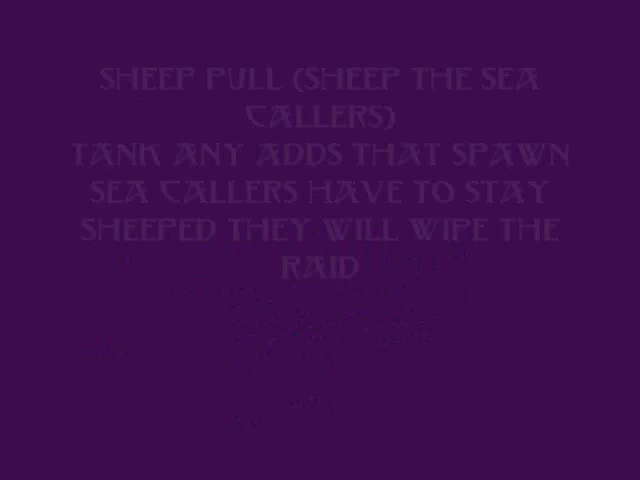 SHEEP PULL (SHEEP THE SEA
CALLERS)
TANK ANY ADDS THAT SPAWN
SEA CALLERS HAVE TO STAY
SHEEPED THEY WILL WIPE THE
RAID